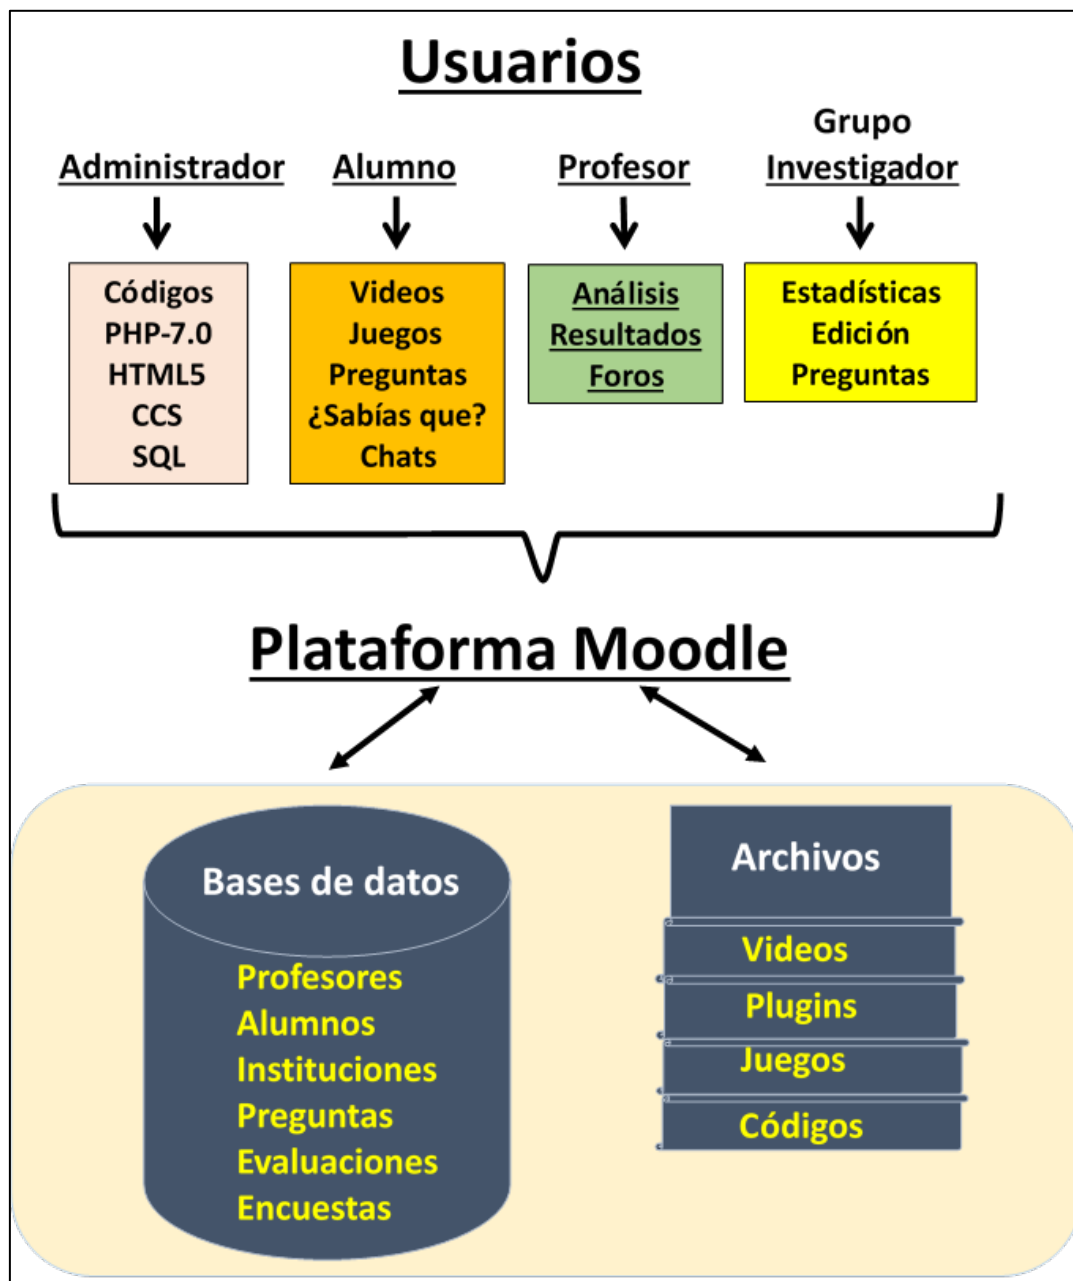 Usuarios
Administrador
Alumno
Profesor
Grupo
Investigador
Códigos
PHP-7.0
HTML5
CCS
SQL
Videos
Juegos
Preguntas
¿Sabías que?
Chats
Análisis
Resultados
Foros
Estadísticas
Edición
Preguntas
Plataforma Moodle
Bases de datos
Profesores
Alumnos
Instituciones
Preguntas
Evaluaciones
Encuestas
Archivos
Videos
Plugins
Juegos
Códigos